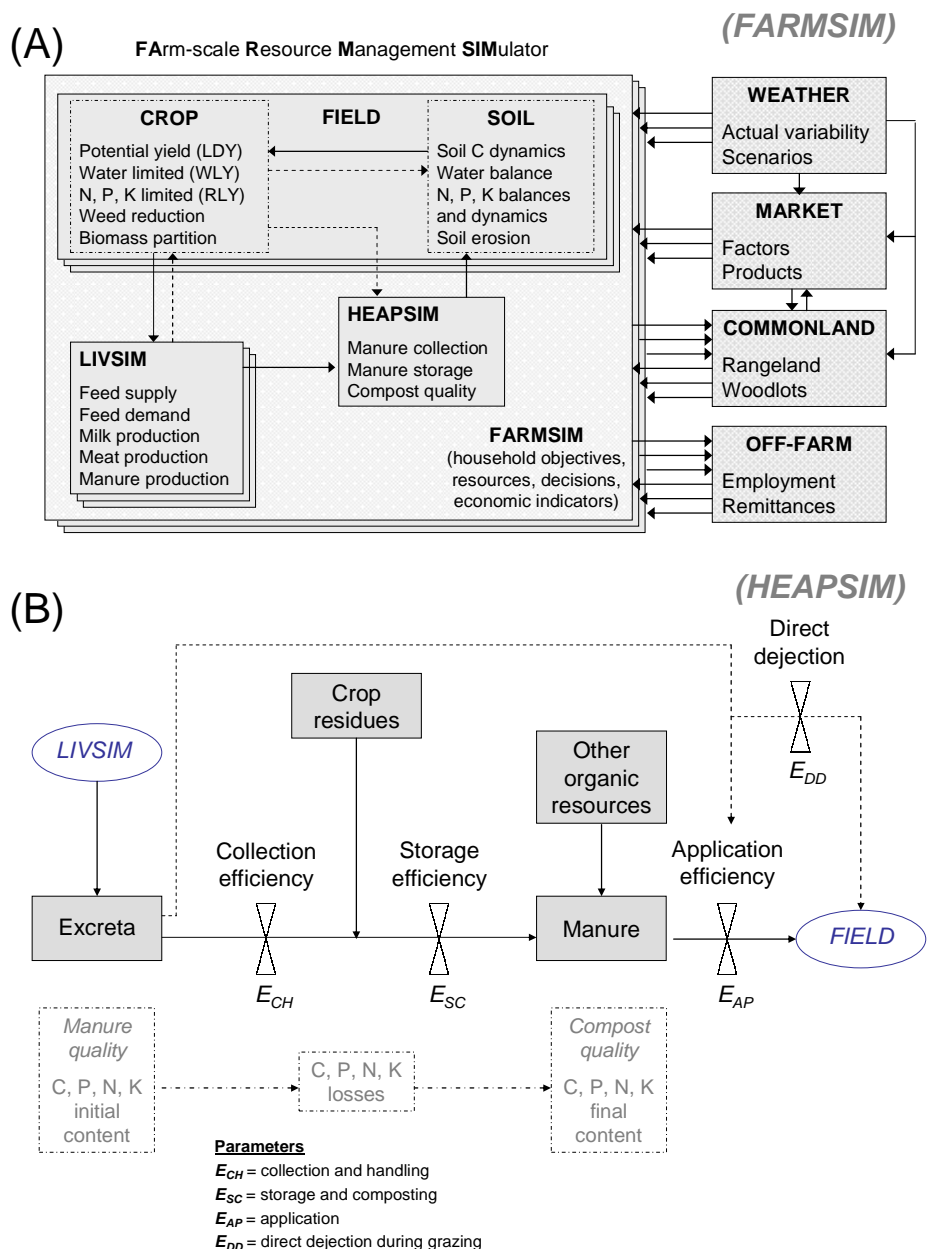 (A)
(FARMSIM)
FArm-scale Resource Management SIMulator
CROP
Potential yield (LDY)
Water limited (WLY)
N, P, K limited (RLY)
Weed reduction
Biomass partition
FIELD
SOIL
Soil C dynamics
Water balance
N, P, K balances
and dynamics
Soil erosion
HEAPSIM
Manure collection
Manure storage
Compost quality
LIVSIM
Feed supply
Feed demand
Milk production
Meat production
Manure production
FARMSIM
(household objectives,
resources, decisions,
economic indicators)
WEATHER
Actual variability
Scenarios
MARKET
Factors
Products
COMMONLAND
Rangeland
Woodlots
OFF-FARM
Employment
Remittances
(B)
(HEAPSIM)
Direct
dejection
E_DD
Crop
residues
LIVSIM
Other
organic
resources
Collection
efficiency
Storage
efficiency
Application
efficiency
Excreta
Manure
FIELD
E_CH
E_SC
E_AP
Manure
quality
C, P, N, K
initial
content
C, P, N, K
losses
Compost
quality
C, P, N, K
final
content
Parameters
E_CH = collection and handling
E_SC = storage and composting
E_AP = application
E_DD = direct dejection during grazing